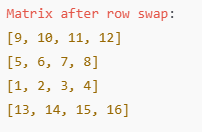 Matrix after row swap:
[9, 10, 11, 12]
[5, 6, 7, 8]
[1, 2, 3, 4]
[13, 14, 15, 16]